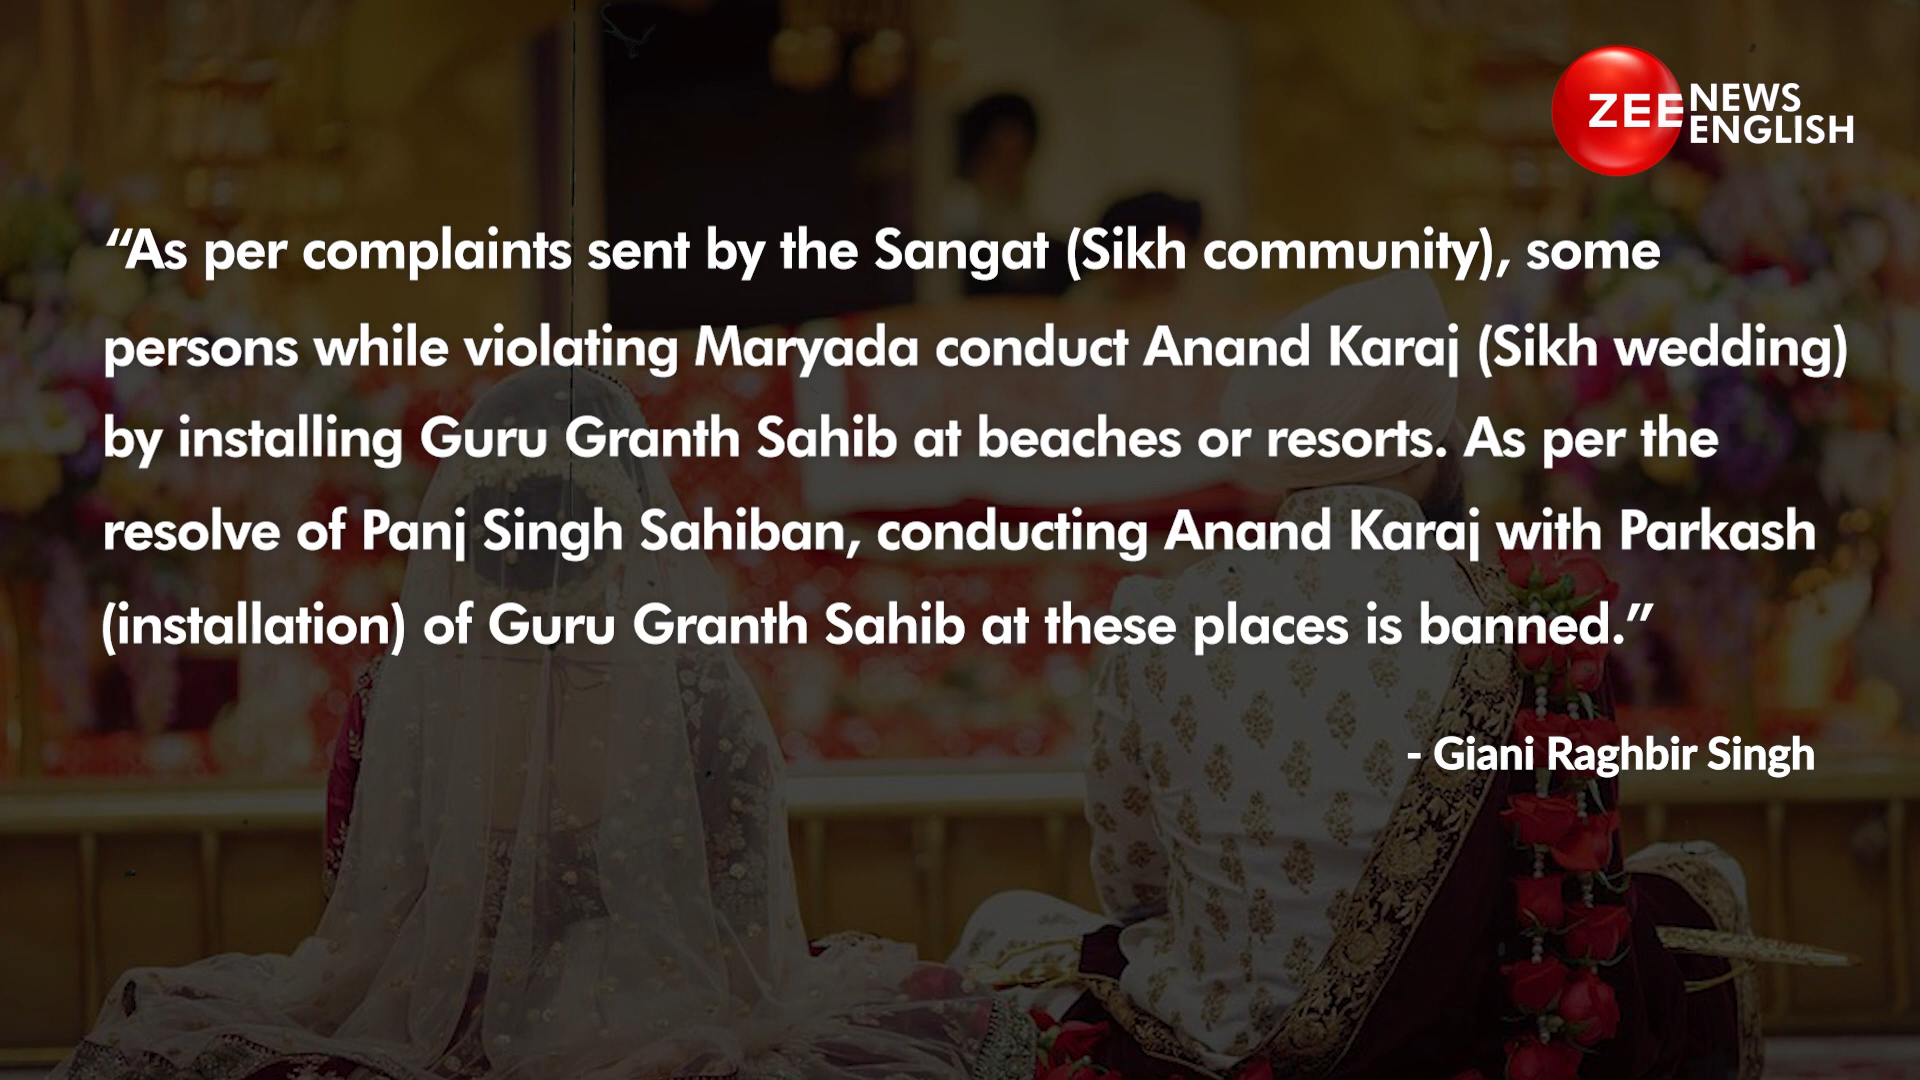 ZEE NEWS
ENGLISH
“As per complaints sent by the Sangat (Sikh community), some
persons while violating Maryada conduct Anand Karaj (Sikh wedding)
by installing Guru Granth Sahib at beaches or resorts. As per the
resolve of Panj Singh Sahiban, conducting Anand Karaj with Parkash
(installation) of Guru Granth Sahib at these places is banned.”
- Giani Raghbir Singh